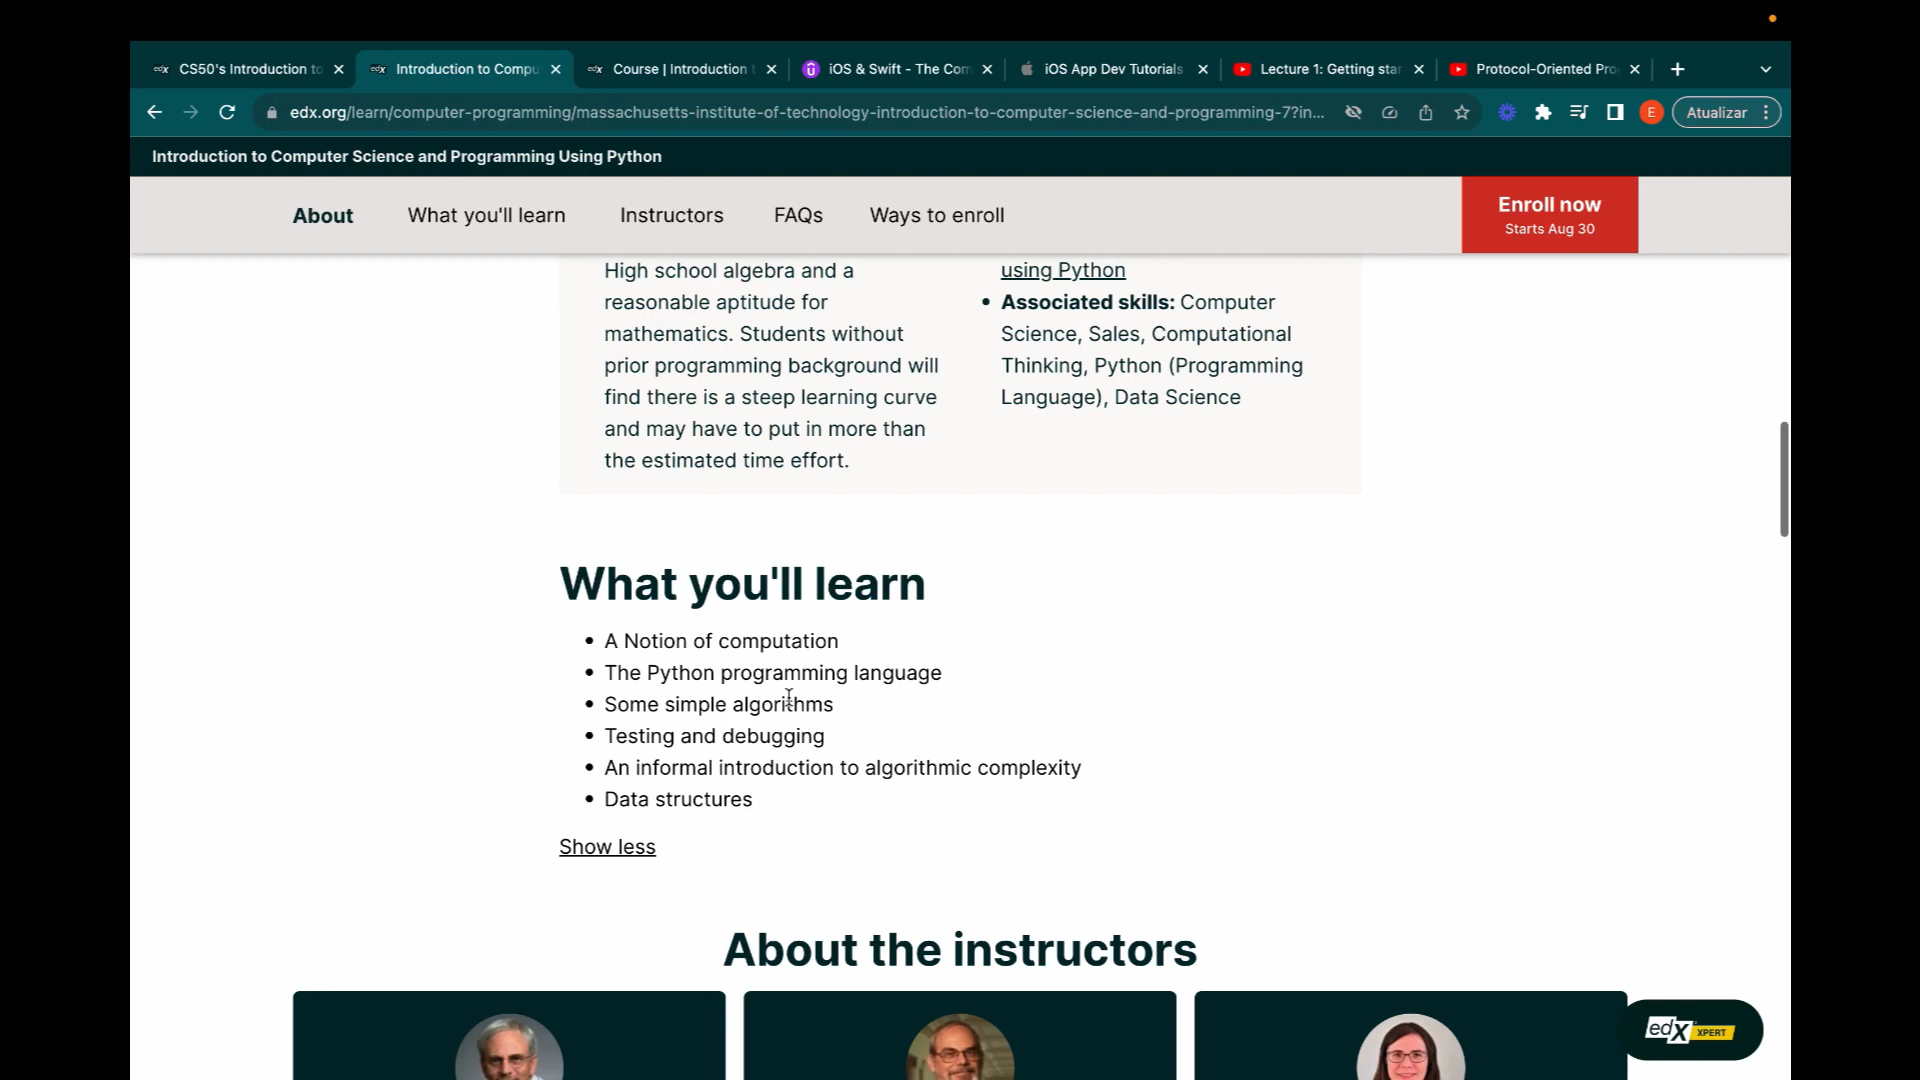 CS50's Introduction to
Introduction to Compu
Course | Introduction t
iOS & Swift - The Com
iOS App Dev Tutorials
Lecture 1: Getting star
Protocol-Oriented Pro
edx.org/learn/computer-programming/massachusetts-institute-of-technology-introduction-to-computer-science-and-programming-7?in...
E
Atualizar
Introduction to Computer Science and Programming Using Python
About
What you'll learn
Instructors
FAQs
Ways to enroll
Enroll now
Starts Aug 30
High school algebra and a
reasonable aptitude for
mathematics. Students without
prior programming background will
find there is a steep learning curve
and may have to put in more than
the estimated time effort.
using Python
Associated skills: Computer
Science, Sales, Computational
Thinking, Python (Programming
Language), Data Science
What you'll learn
A Notion of computation
The Python programming language
Some simple algorithms
Testing and debugging
An informal introduction to algorithmic complexity
Data structures
Show less
About the instructors
edX XPERT